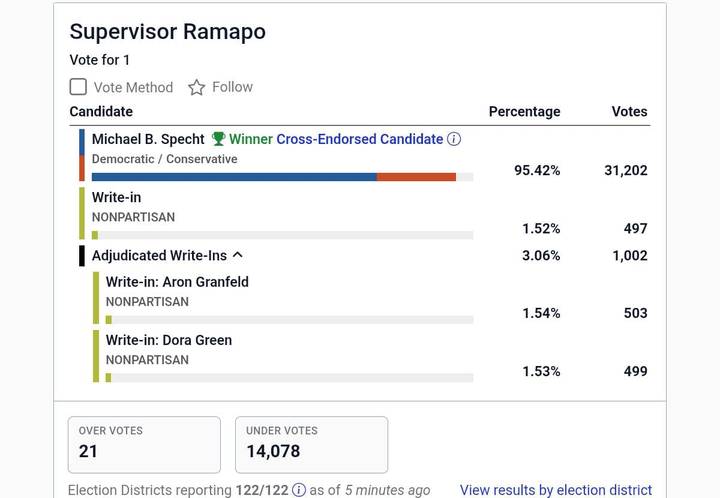 Supervisor Ramapo
Vote for 1
Vote Method Follow
Candidate Percentage Votes
Michael B. Specht Winner Cross-Endorsed Candidate
Democratic / Conservative
95.42% 31,202
Write-in
NONPARTISAN
1.52% 497
Adjudicated Write-Ins 3.06% 1,002
Write-in: Aron Granfeld
NONPARTISAN
1.54% 503
Write-in: Dora Green
NONPARTISAN
1.53% 499
OVER VOTES UNDER VOTES
21 14,078
Election Districts reporting 122/122 as of 5 minutes ago View results by election district